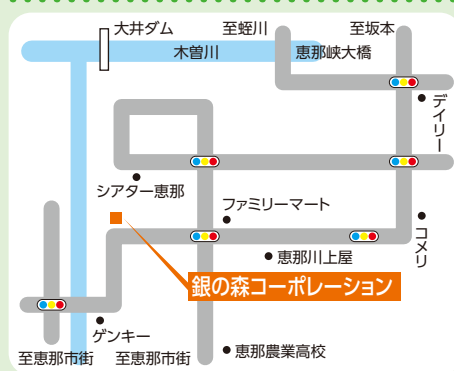 大井ダム
至蛭川
至坂本
木曽川
恵那峡大橋
デイリー
シアター恵那
ファミリーマート
コメリ
恵那川上屋
銀の森コーポレーション
ゲンキー
至恵那市街
至恵那市街
恵那農業高校